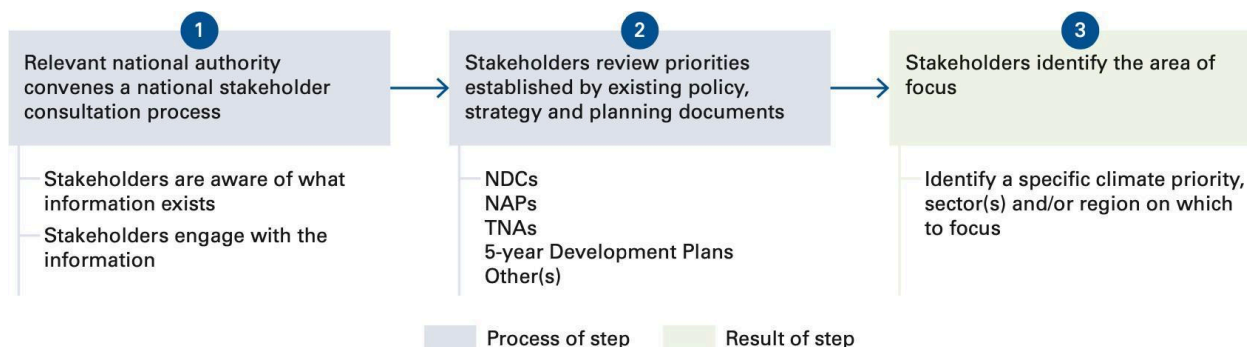 1
Relevant national authority
convenes a national stakeholder
consultation process
Stakeholders are aware of what
information exists
Stakeholders engage with the
information
2
Stakeholders review priorities
established by existing policy,
strategy and planning documents
NDCs
NAPs
TNAs
5-year Development Plans
Other(s)
3
Stakeholders identify the area of
focus
Identify a specific climate priority,
sector(s) and/or region on which
to focus
Process of step
Result of step